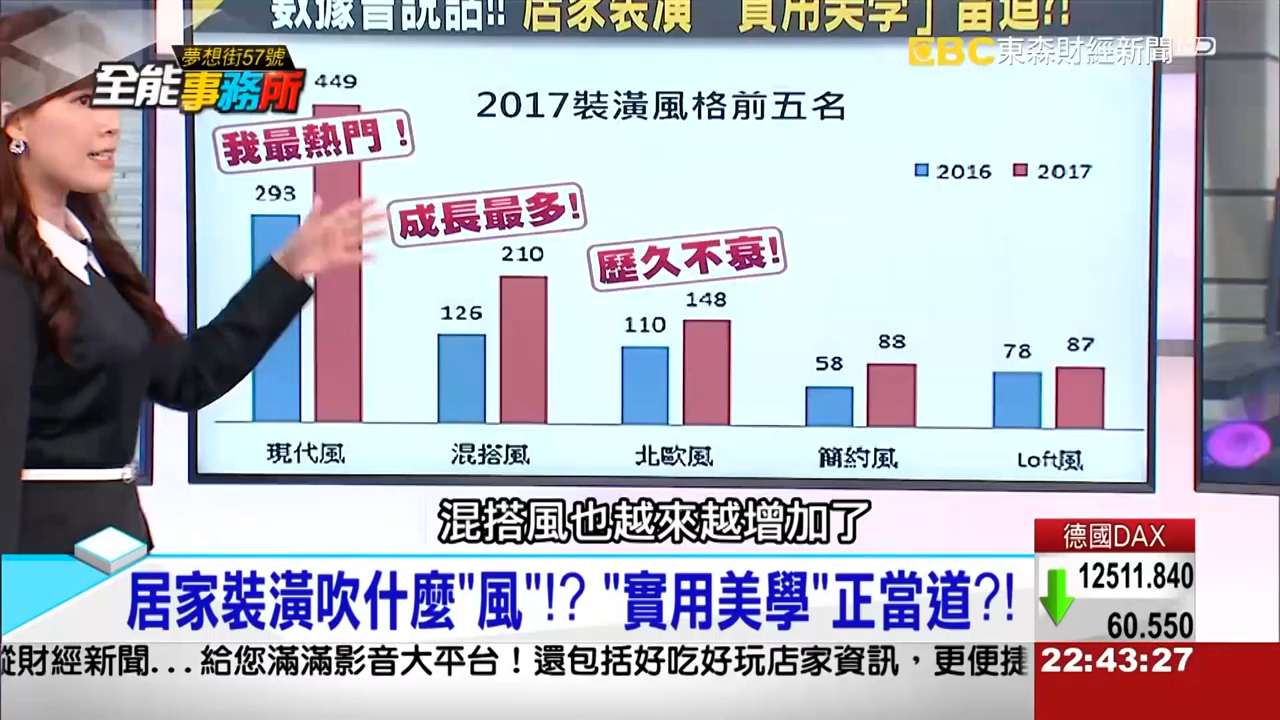 數據會說話!! 居家裝潢「實用美學」當道?!
夢想街57號
全能事務所
EBC 東森財經新聞
HD
2017裝潢風格前五名
2016
2017
我最熱門!
成長最多!
歷久不衰!
293
449
126
210
110
148
58
88
78
87
現代風
混搭風
北歐風
簡約風
Loft風
混搭風也越來越增加了
居家裝潢吹什麼"風"!? "實用美學"正當道?!
德國DAX
12511.840
60.550
財經新聞...給您滿滿影音大平台!還包括好吃好玩店家資訊,更便捷
22:43:27